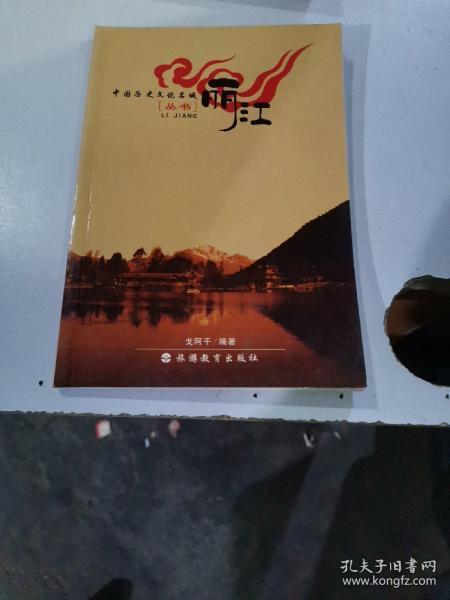 中国历史文化名城
[丛书]
LI JIANG
丽江
戈阿干/编著
旅游教育出版社
孔夫子旧书网
www.kongfz.com